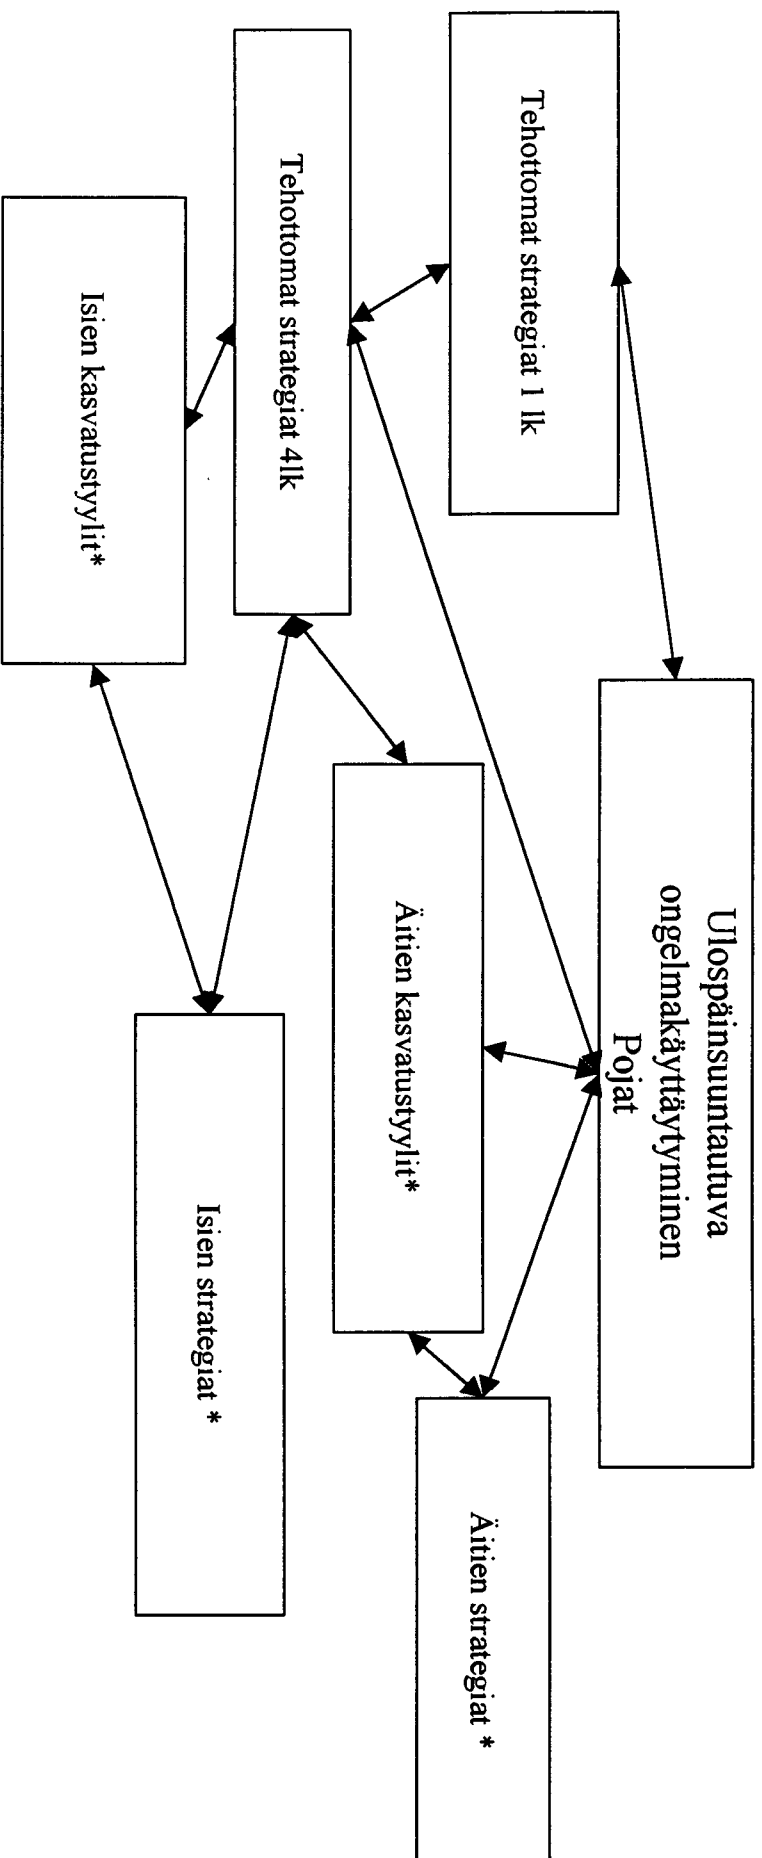 Ulospäinsuuntautuva
ongelmakäyttäytyminen
Pojat
Tehottomat strategiat 1 lk
Äitien strategiat *
Äitien kasvatustyylit*
Tehottomat strategiat 4lk
Isien strategiat *
Isien kasvatustyylit*